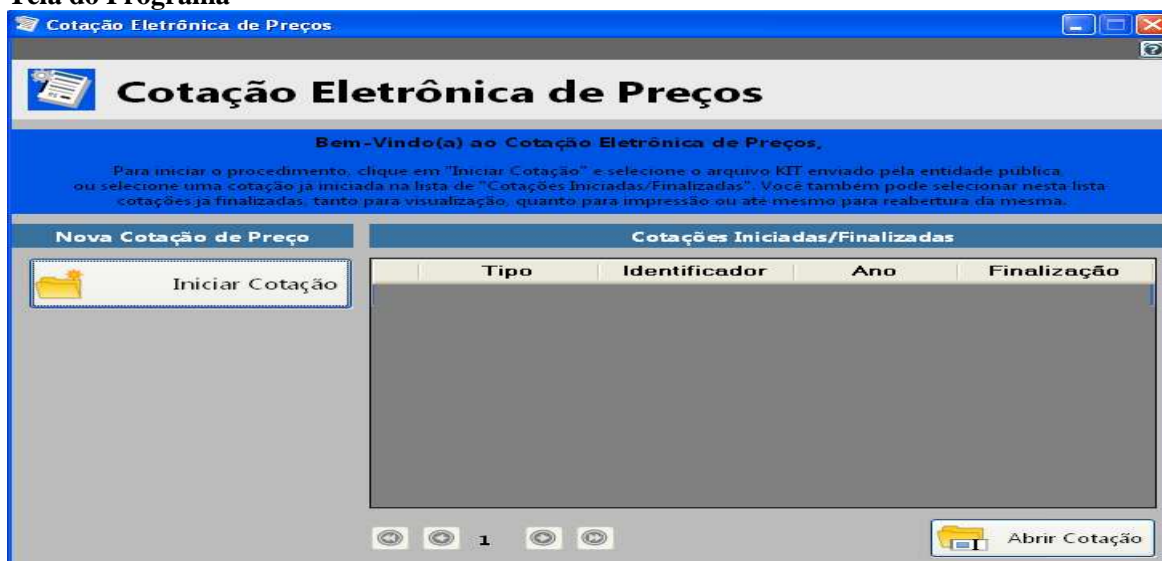 Tela do Programa
Cotação Eletrônica de Preços
Cotação Eletrônica de Preços
Bem-Vindo(a) ao Cotação Eletrônica de Preços,
Para iniciar o procedimento, clique em "Iniciar Cotação" e selecione o arquivo KIT enviado pela entidade pública,
ou selecione uma cotação já iniciada na lista de "Cotações Iniciadas/Finalizadas". Você também pode selecionar nesta lista
cotações já finalizadas, tanto para visualização, quanto para impressão ou até mesmo para reabertura da mesma.
Nova Cotação de Preço
Cotações Iniciadas/Finalizadas
Iniciar Cotação
Tipo Identificador Ano Finalização
1
Abrir Cotação